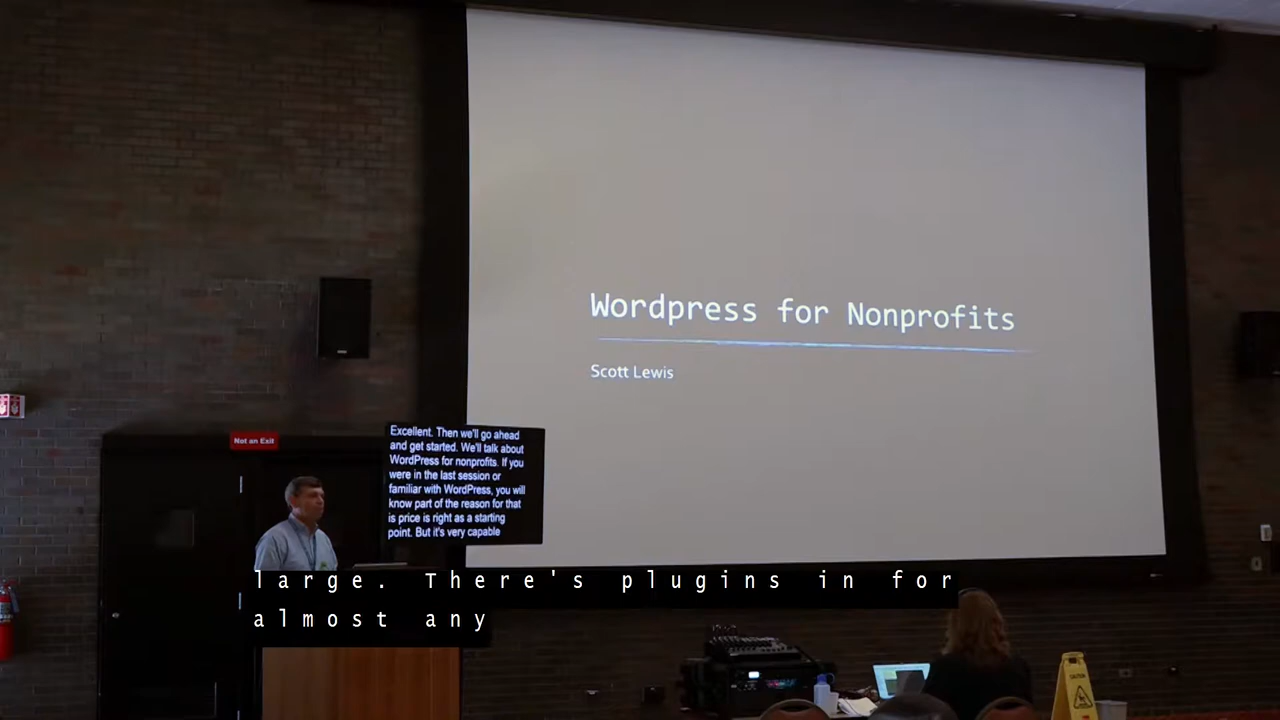 Wordpress for Nonprofits
Scott Lewis
Not an Exit
Excellent. Then we'll go ahead
and get started. We'll talk about
WordPress for nonprofits. If you
were in the last session or
familiar with WordPress, you will
know part of the reason for that
is price is right as a starting
point. But it's very capable
large. There's plugins in for
almost any
CAUTION